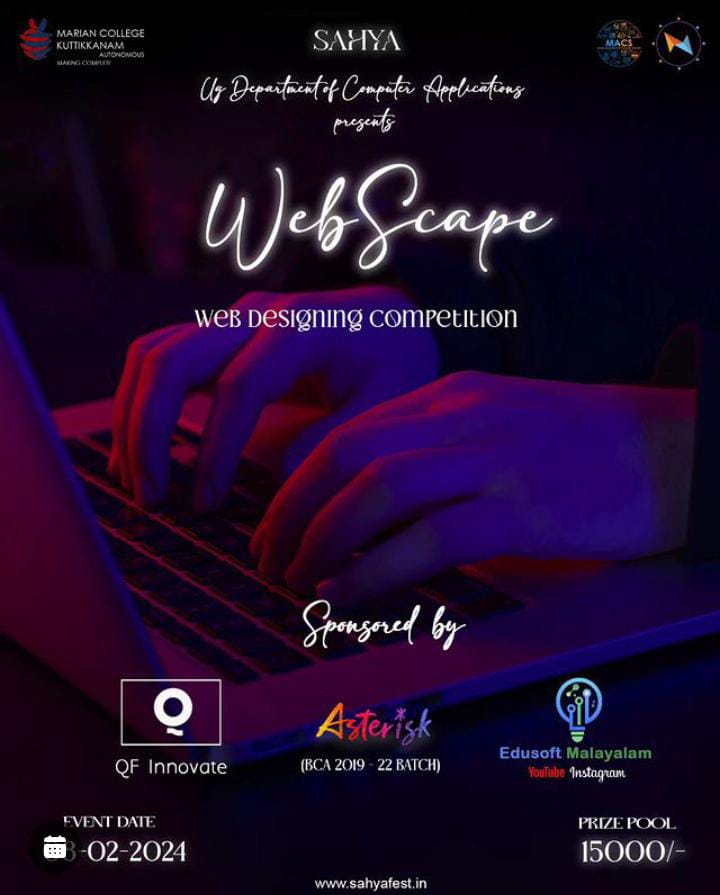 MARIAN COLLEGE
KUTTIKKANAM
AUTONOMOUS
MAKING COMPLETE
SAHYA
MACS
Ug Department of Computer Applications
presents
WebScape
WEB DESIGNING COMPETITION
Sponsored by
Q
QF Innovate
Asterisk
(BCA 2019 - 22 BATCH)
Edusoft Malayalam
YouTube Instagram
EVENT DATE
-02-2024
PRIZE POOL
15000/-
www.sahyafest.in